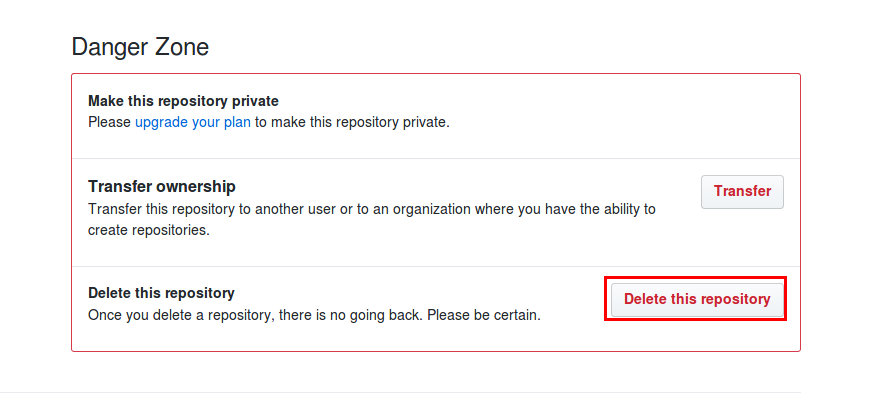 Danger Zone
Make this repository private
Please upgrade your plan to make this repository private.
Transfer ownership
Transfer
Transfer this repository to another user or to an organization where you have the ability to
create repositories.
Delete this repository
Delete this repository
Once you delete a repository, there is no going back. Please be certain.